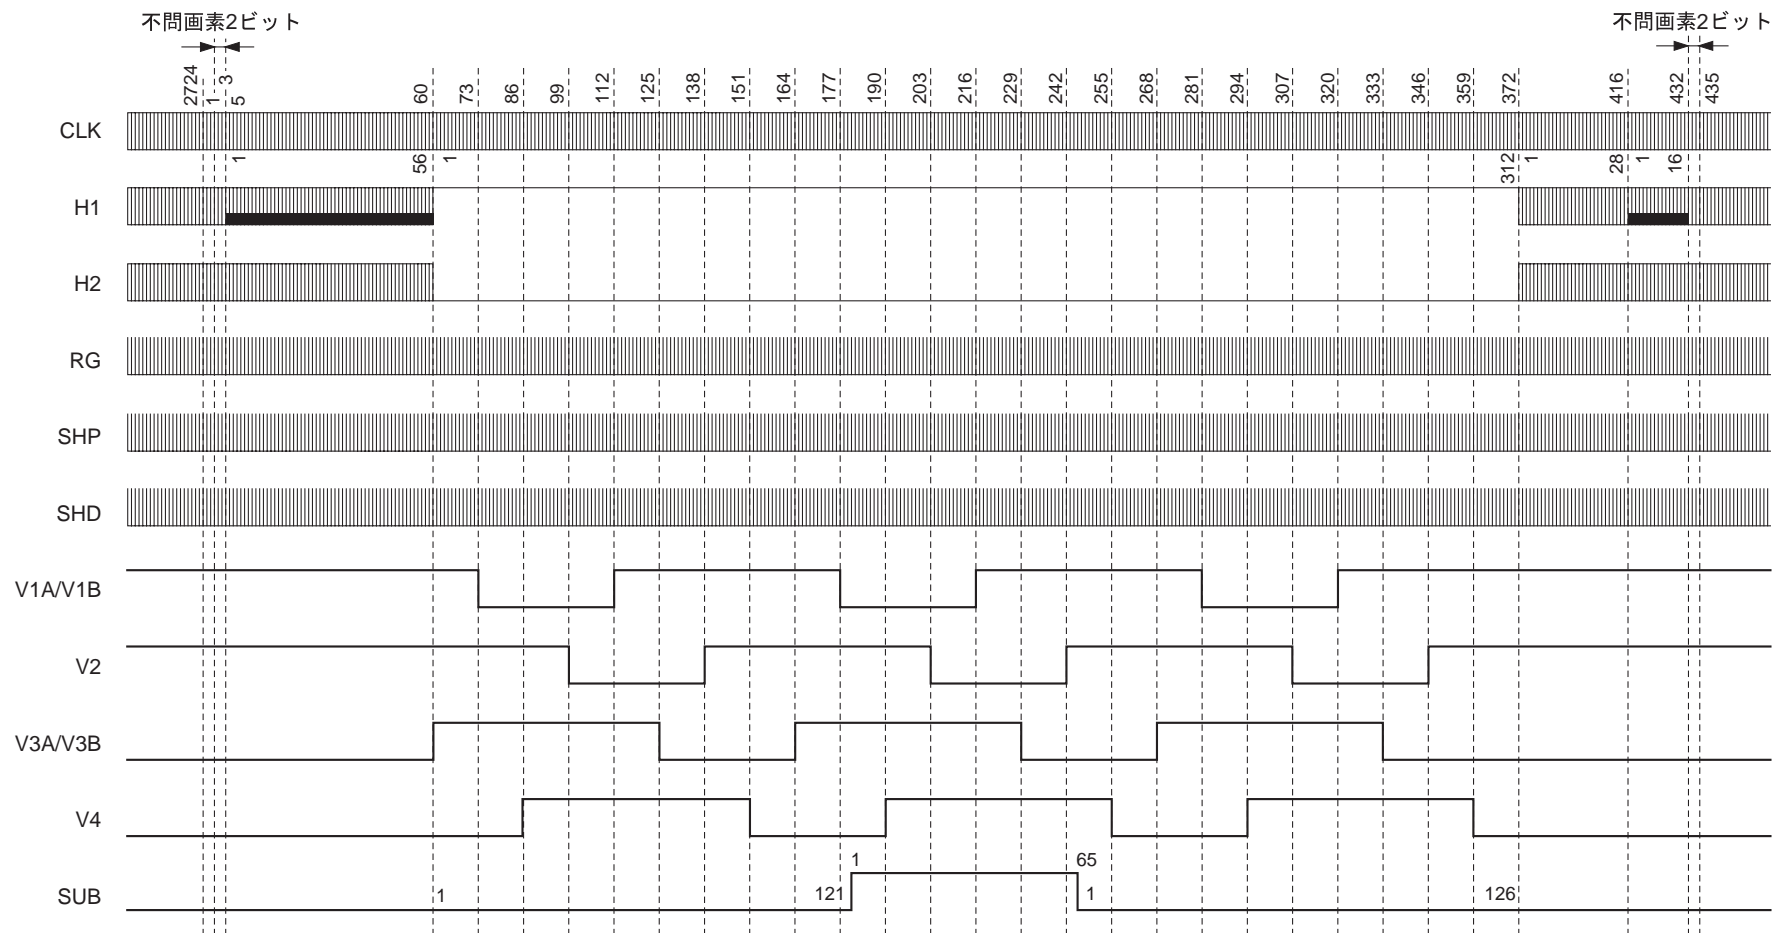 不問画素2ビット
不問画素2ビット
2724 1 3 5 60 73 86 99 112 125 138 151 164 177 190 203 216 229 242 255 268 281 294 307 320 333 346 359 372 416 432 435
CLK
1 56 1 312 1 28 1 16
H1
H2
RG
SHP
SHD
V1A/V1B
V2
V3A/V3B
V4
1 65
SUB 1 121 1 126